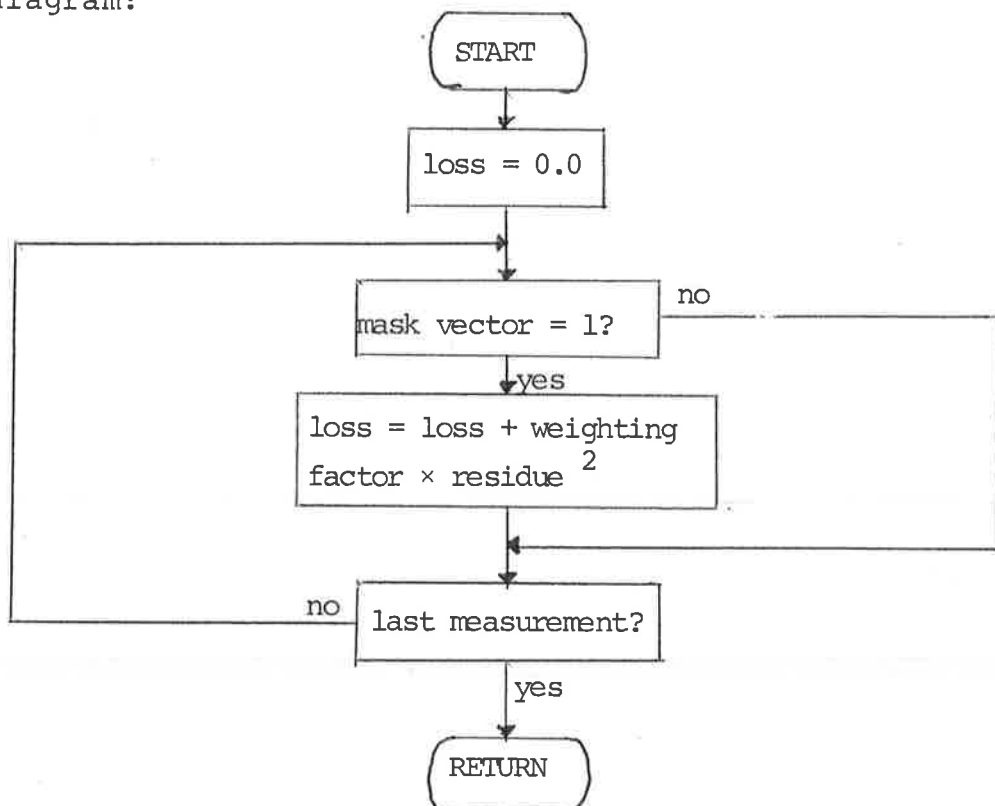 diagram:
START
loss = 0.0
mask vector = 1?
no
yes
loss = loss + weighting
factor × residue 2
no
last measurement?
yes
RETURN